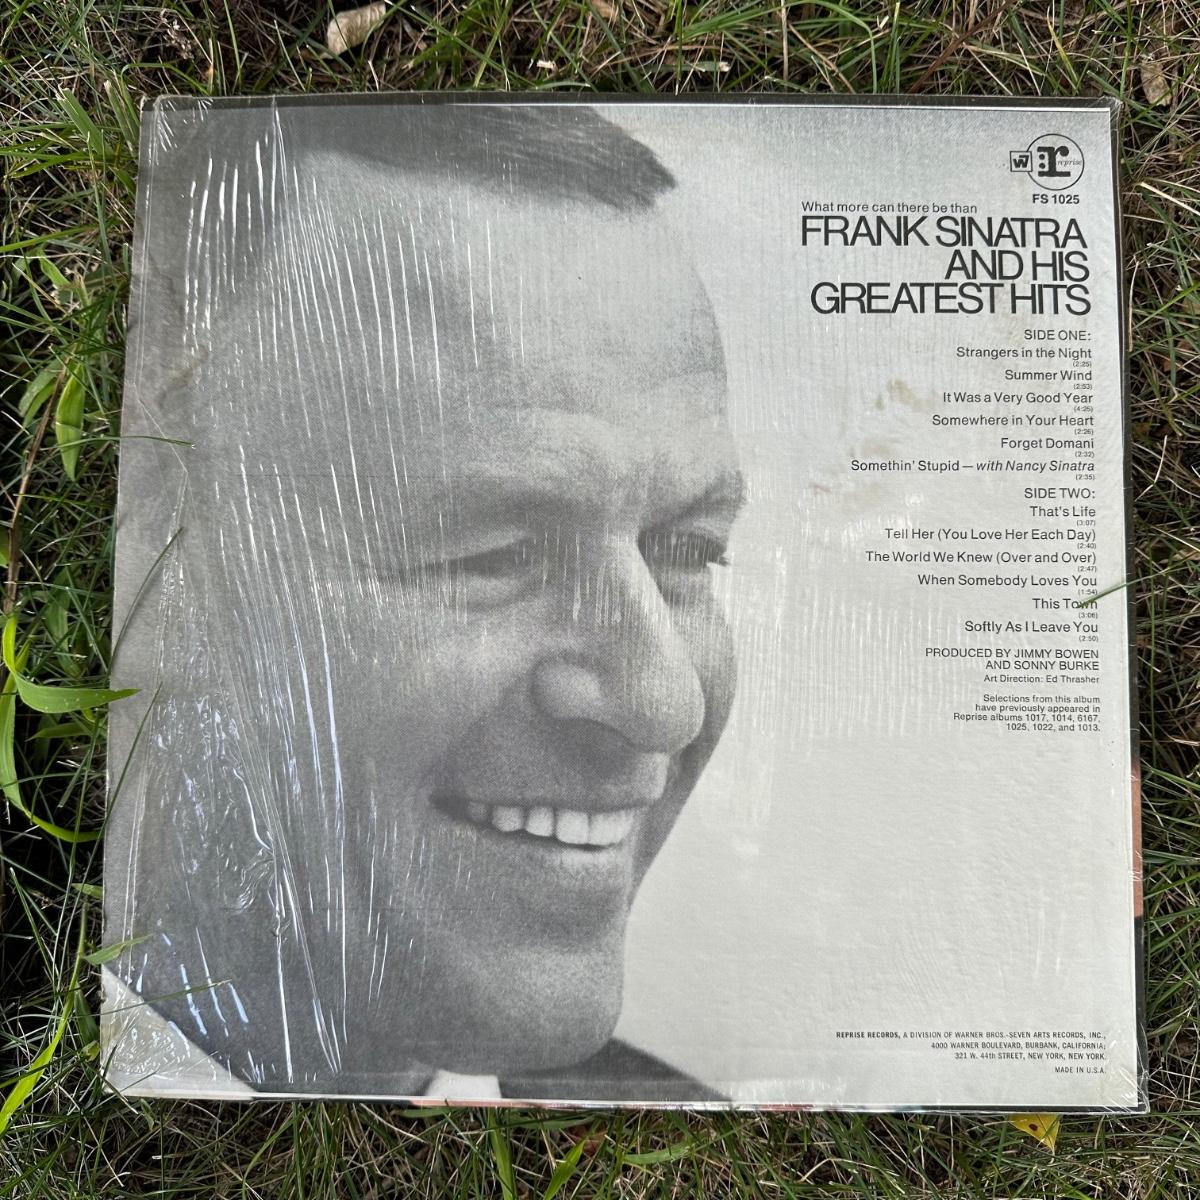 W7
:r
reprise
FS 1025
What more can there be than
FRANK SINATRA
AND HIS
GREATEST HITS
SIDE ONE:
Strangers in the Night
(2:25)
Summer Wind
(2:53)
It Was a Very Good Year
(4:25)
Somewhere in Your Heart
(2:26)
Forget Domani
(2:32)
Somethin' Stupid — with Nancy Sinatra
(2:35)
SIDE TWO:
That's Life
(3:07)
Tell Her (You Love Her Each Day)
(2:40)
The World We Knew (Over and Over)
(2:47)
When Somebody Loves You
(1:54)
This Town
(3:06)
Softly As I Leave You
(2:50)
PRODUCED BY JIMMY BOWEN
AND SONNY BURKE
Art Direction: Ed Thrasher
Selections from this album
have previously appeared in
Reprise albums 1017, 1014, 6167,
1025, 1022, and 1013.
REPRISE RECORDS, A DIVISION OF WARNER BROS.-SEVEN ARTS RECORDS, INC.,
4000 WARNER BOULEVARD, BURBANK, CALIFORNIA;
321 W. 44th STREET, NEW YORK, NEW YORK.
MADE IN U.S.A.